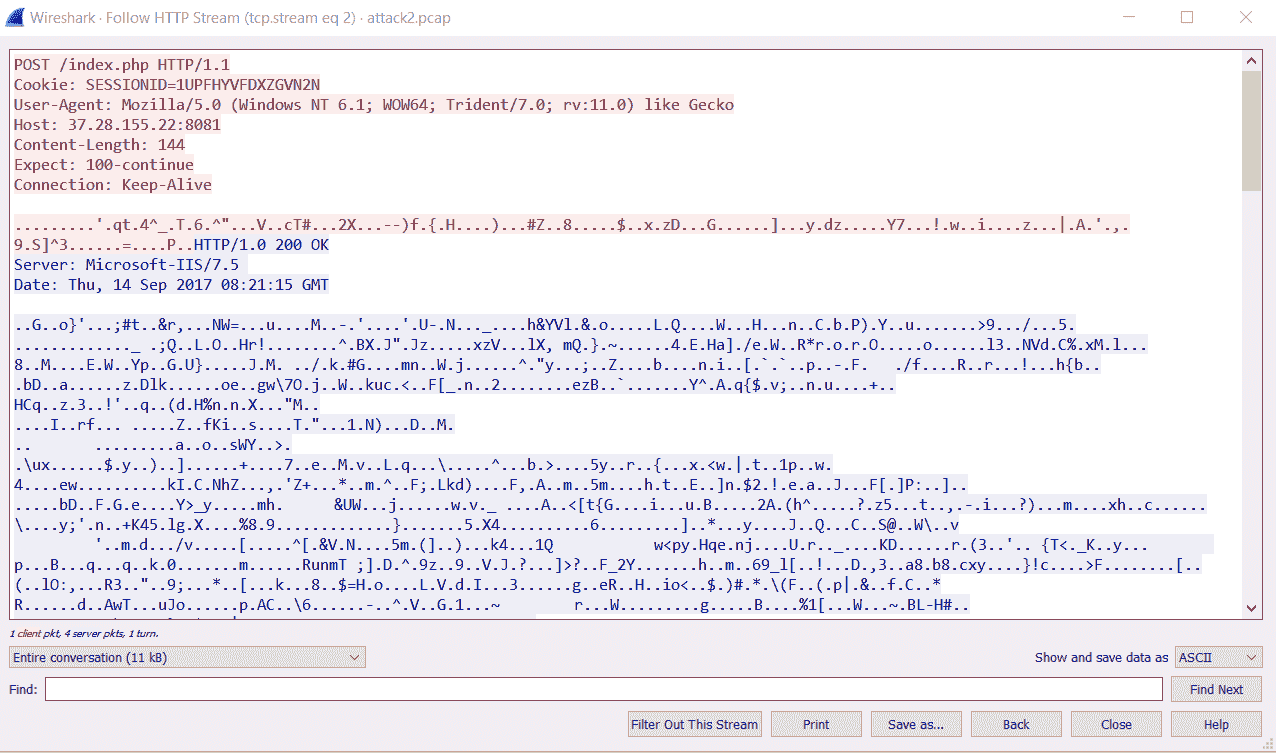 Wireshark · Follow HTTP Stream (tcp.stream eq 2) · attack2.pcap
POST /index.php HTTP/1.1
Cookie: SESSIONID=1UPFHYVFDXZGVN2N
User-Agent: Mozilla/5.0 (Windows NT 6.1; WOW64; Trident/7.0; rv:11.0) like Gecko
Host: 37.28.155.22:8081
Content-Length: 144
Expect: 100-continue
Connection: Keep-Alive
.........'.qt.4^_.T.6.^"...V..cT#...2X...--)f.{.H....)...#Z..8.....$..x.zD...G......]...y.dz.....Y7...!.w..i....z...|.A.'.,.
9.S]^3......=....P..HTTP/1.0 200 OK
Server: Microsoft-IIS/7.5
Date: Thu, 14 Sep 2017 08:21:15 GMT
..G..o}'...;#t..&r,...NW=...u....M..-.'....'.U-.N..._....h&YVl.&.o.....L.Q....W...H...n..C.b.P).Y..u.......>9.../...5.
............._ .;Q..L.O..Hr!........^.BX.J".Jz.....xzV...lX, mQ.}.~......4.E.Ha]./e.W..R*r.o.r.O.....o......l3..NVd.C%.xM.l...
8..M....E.W..Yp..G.U}.....J.M. ../.k.#G....mn..W.j......^."y...;..Z....b....n.i..[.`.`..p..-.F.   ./f....R..r...!...h{b..
.bD..a......z.Dlk......oe..gw\7O.j..W..kuc.<..F[_.n..2........ezB..`.......Y^.A.q{$.v;..n.u....+..
HCq..z.3..!'..q..(d.H%n.n.X..."M..
....I..rf... .....Z..fKi..s....T."...1.N)...D..M.
..       .........a..o..sWY..>.
.\ux......$.y..)..]......+....7..e..M.v..L.q...\.....^...b.>....5y..r..{...x.<w.|.t..1p..w.
4....ew..........kI.C.NhZ...,.'Z+...*..m.^..F;.Lkd)....F,.A..m..5m....h.t..E..]n.$2.!.e.a..J...F[.]P:..]..
.....bD..F.G.e....Y>_y.....mh.      &UW...j......w.v._ ....A..<[t{G....i...u.B.....2A.(h^.....?.z5...t..,.-.i...?)...m....xh..c......
\....y;'.n..+K45.lg.X....%8.9.............}.......5.X4..........6.........]..*...y....J..Q...C..S@..W\..v
'..m.d.../v.....[.....^[.&V.N....5m.(]..)...k4...1Q           w<py.Hqe.nj....U.r.._....KD......r.(3..'.. {T<._K..y...
p...B...q...q..k.0.......m......RunmT ;].D.^.9z..9..V.J.?...]>?..F_2Y.......h..m..69_l[..!...D.,3..a8.b8.cxy....}!c....>F........[..
(..lO:,...R3.."..9;...*..[...k...8..$=H.o....L.V.d.I...3.......g..eR..H..io<..$.)#.*.\(F..(.p|.&..f.C..*
R......d..AwT...uJo......p.AC..\6......-..^.V..G.1...~         r...W.........g.....B....%1[...W...~.BL-H#..
1 client pkt, 4 server pkts, 1 turn.
Entire conversation (11 kB)
Show and save data as
ASCII
Find:
Find Next
Filter Out This Stream
Print
Save as...
Back
Close
Help